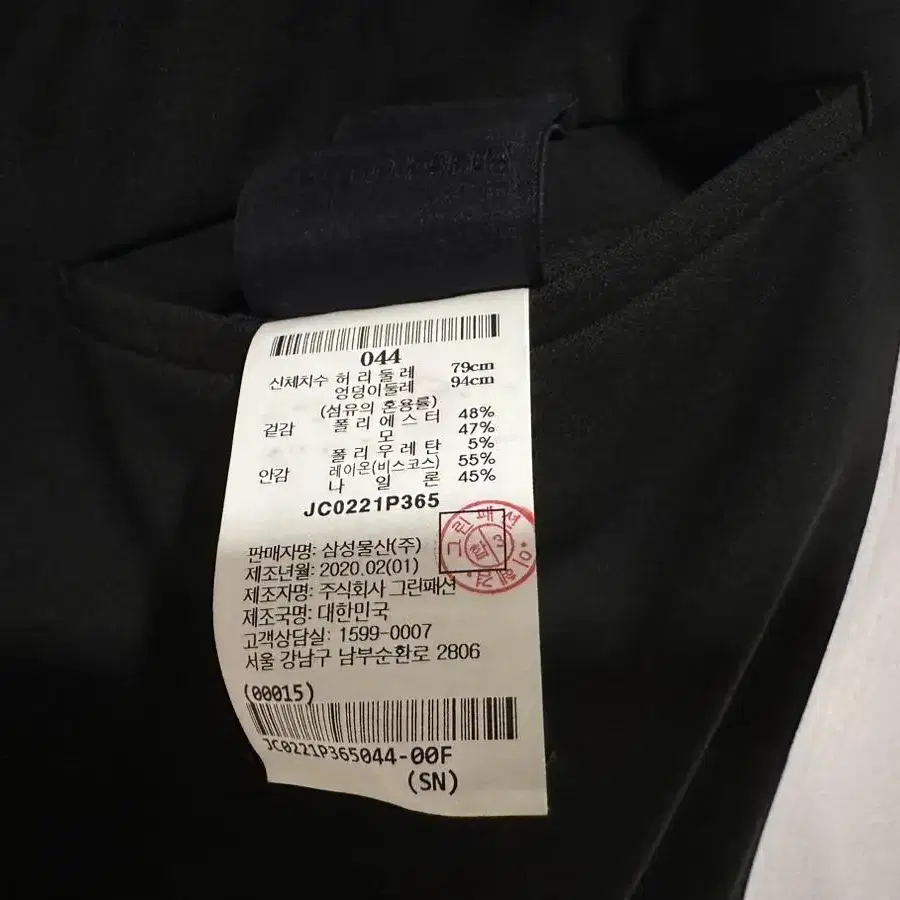 044
신체치수 허리둘레 79cm
엉덩이둘레 94cm
(섬유의 혼용률)
겉감 폴리에스터 48%
모 47%
폴리우레탄 5%
안감 레이온(비스코스) 55%
나일론 45%
JC0221P365
판매자명: 삼성물산(주)
제조년월: 2020.02(01)
제조자명: 주식회사 그린패션
제조국명: 대한민국
고객상담실: 1599-0007
서울 강남구 남부순환로 2806
(00015)
JC0221P365044-00F
(SN)
그린패션